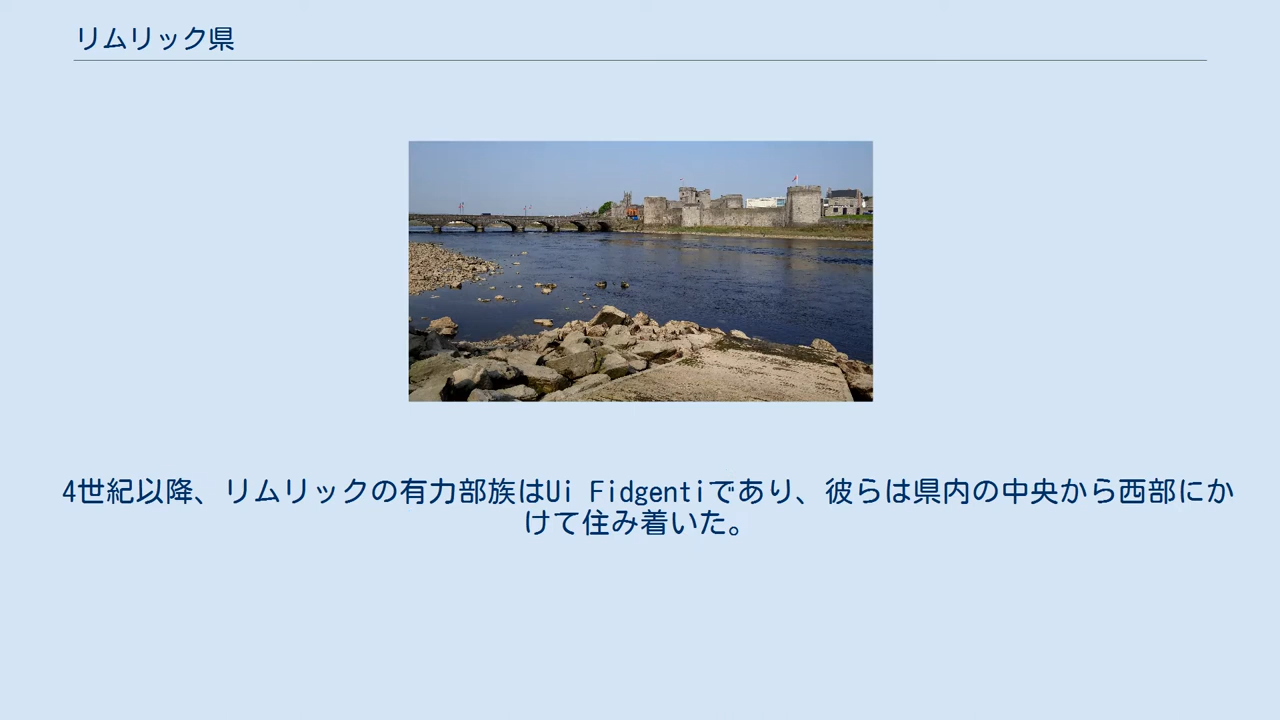 リムリック県
4世紀以降、リムリックの有力部族はUi Fidgentiであり、彼らは県内の中央から西部にか
けて住み着いた。